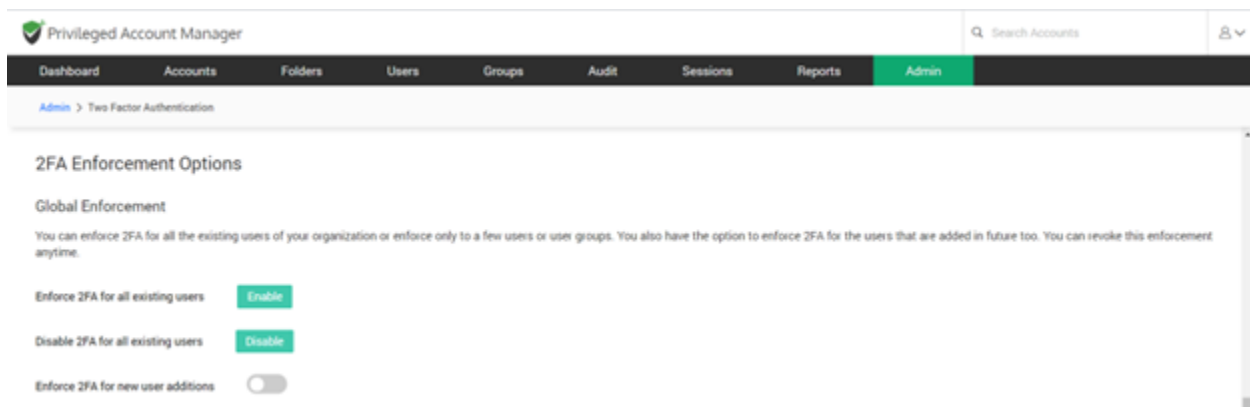 Privileged Account Manager
Search Accounts
Dashboard Accounts Folders Users Groups Audit Sessions Reports Admin
Admin > Two Factor Authentication
2FA Enforcement Options
Global Enforcement
You can enforce 2FA for all the existing users of your organization or enforce only to a few users or user groups. You also have the option to enforce 2FA for the users that are added in future too. You can revoke this enforcement
anytime.
Enforce 2FA for all existing users Enable
Disable 2FA for all existing users Disable
Enforce 2FA for new user additions